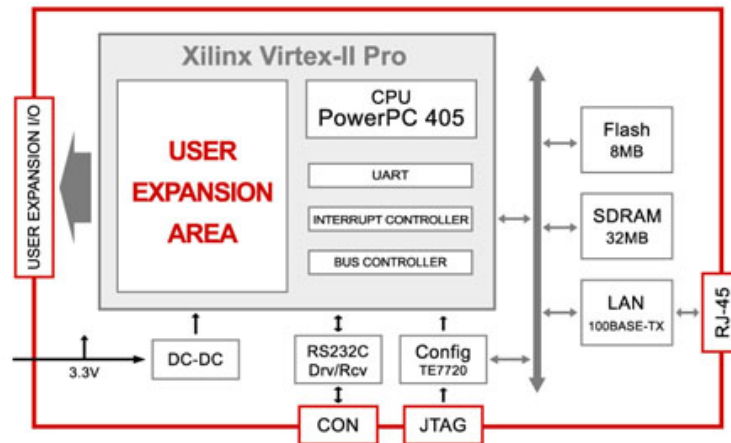 Xilinx Virtex-II Pro
USER EXPANSION I/O
USER
EXPANSION
AREA
CPU
PowerPC 405
UART
INTERRUPT CONTROLLER
BUS CONTROLLER
Flash
8MB
SDRAM
32MB
LAN
100BASE-TX
RJ-45
3.3V
DC-DC
RS232C
Drv/Rcv
Config
TE7720
CON
JTAG